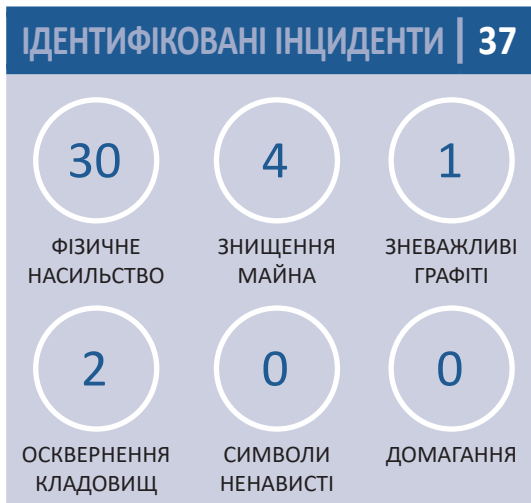 ІДЕНТИФІКОВАНІ ІНЦИДЕНТИ | 37
30 4 1
ФІЗИЧНЕ ЗНИЩЕННЯ ЗНЕВАЖЛИВІ
НАСИЛЬСТВО МАЙНА ГРАФІТІ
2 0 0
ОСКВЕРНЕННЯ СИМВОЛИ ДОМАГАННЯ
КЛАДОВИЩ НЕНАВИСТІ